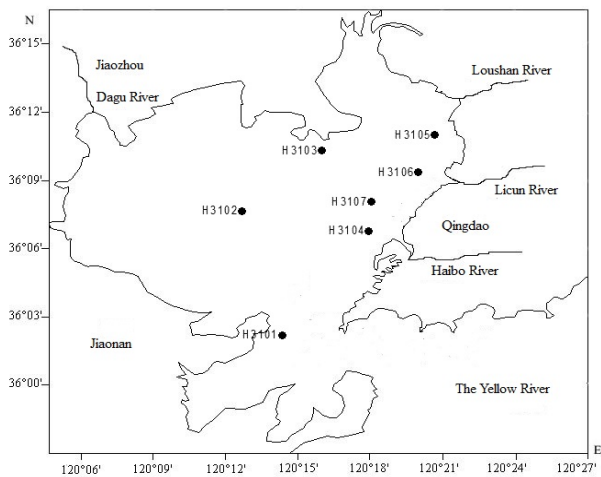 N
36°15'
Jiaozhou
Loushan River
Dagu River
36°12'
H3105
H3103
H3106
36°09'
Licun River
H3107
H3102
Qingdao
H3104
36°06'
Haibo River
36°03'
H3101
Jiaonan
36°00'
The Yellow River
E
120°06' 120°09' 120°12' 120°15' 120°18' 120°21' 120°24' 120°27'